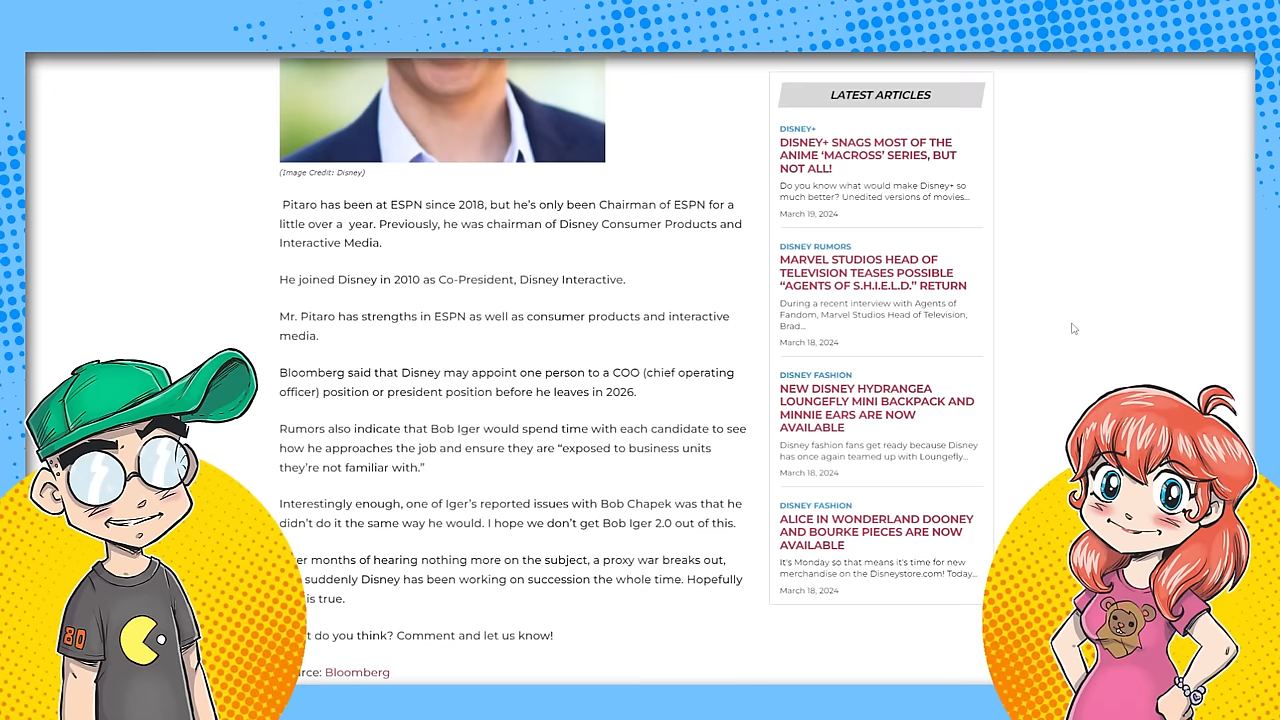 (Image Credit: Disney)
Pitaro has been at ESPN since 2018, but he's only been Chairman of ESPN for a
little over a year. Previously, he was chairman of Disney Consumer Products and
Interactive Media.
He joined Disney in 2010 as Co-President, Disney Interactive.
Mr. Pitaro has strengths in ESPN as well as consumer products and interactive
media.
Bloomberg said that Disney may appoint one person to a COO (chief operating
officer) position or president position before he leaves in 2026.
Rumors also indicate that Bob Iger would spend time with each candidate to see
how he approaches the job and ensure they are “exposed to business units
they're not familiar with.”
Interestingly enough, one of Iger's reported issues with Bob Chapek was that he
didn't do it the same way he would. I hope we don't get Bob Iger 2.0 out of this.
months of hearing nothing more on the subject, a proxy war breaks out,
suddenly Disney has been working on succession the whole time. Hopefully
is true.
do you think? Comment and let us know!
Bloomberg
LATEST ARTICLES
DISNEY+
DISNEY+ SNAGS MOST OF THE
ANIME ‘MACROSS’ SERIES, BUT
NOT ALL!
Do you know what would make Disney+ so
much better? Unedited versions of movies...
March 19, 2024
DISNEY RUMORS
MARVEL STUDIOS HEAD OF
TELEVISION TEASES POSSIBLE
“AGENTS OF S.H.I.E.L.D.” RETURN
During a recent interview with Agents of
Fandom, Marvel Studios Head of Television,
Brad...
March 18, 2024
DISNEY FASHION
NEW DISNEY HYDRANGEA
LOUNGEFLY MINI BACKPACK AND
MINNIE EARS ARE NOW
AVAILABLE
Disney fashion fans get ready because Disney
has once again teamed up with Loungefly...
March 18, 2024
DISNEY FASHION
ALICE IN WONDERLAND DOONEY
AND BOURKE PIECES ARE NOW
AVAILABLE
It's Monday so that means it's time for new
merchandise on the Disneystore.com! Today...
March 18, 2024
80